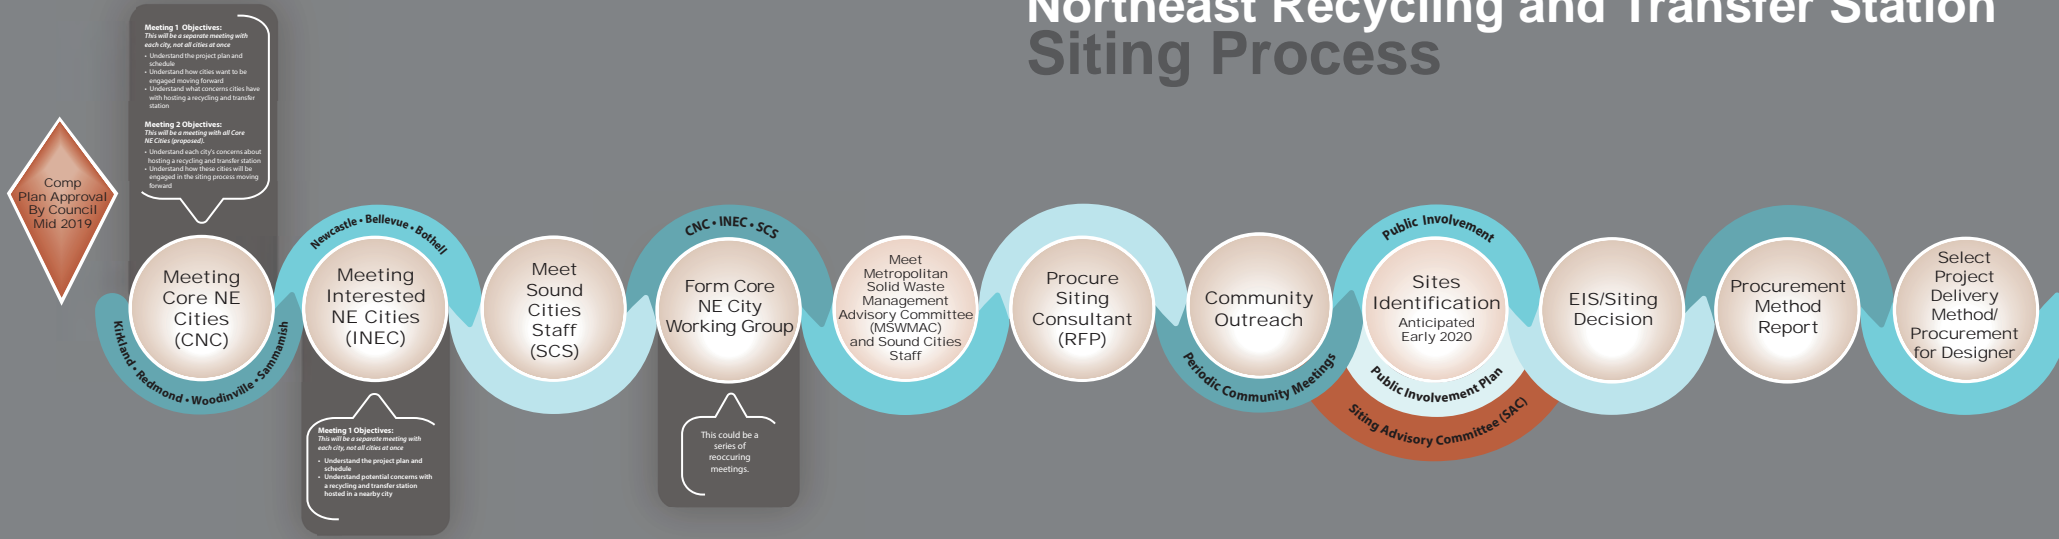 Northeast Recycling and Transfer Station
Siting Process
Comp
Plan Approval
By Council
Mid 2019
Meeting 1 Objectives:
This will be a separate meeting with
each city, not all cities at once
• Understand the project plan and
schedule
• Understand how cities want to be
engaged moving forward
• Understand what concerns cities have
with hosting a recycling and transfer
station
Meeting 2 Objectives:
This will be a meeting with all Core
NE Cities (proposed).
• Understand each city's concerns about
hosting a recycling and transfer station
• Understand how these cities will be
engaged in the siting process moving
forward
Meeting
Core NE
Cities
(CNC)
Kirkland • Redmond • Woodinville • Sammamish
Newcastle • Bellevue • Bothell
Meeting
Interested
NE Cities
(INEC)
Meeting 1 Objectives:
This will be a separate meeting with
each city, not all cities at once
• Understand the project plan and
schedule
• Understand potential concerns with
a recycling and transfer station
hosted in a nearby city
Meet
Sound
Cities
Staff
(SCS)
CNC • INEC • SCS
Form Core
NE City
Working Group
This could be a
series of
reoccuring
meetings.
Meet
Metropolitan
Solid Waste
Management
Advisory Committee
(MSWMAC)
and Sound Cities
Staff
Procure
Siting
Consultant
(RFP)
Community
Outreach
Periodic Community Meetings
Public Involvement
Sites
Identification
Anticipated
Early 2020
Public Involvement Plan
Siting Advisory Committee (SAC)
EIS/Siting
Decision
Procurement
Method
Report
Select
Project
Delivery
Method/
Procurement
for Designer